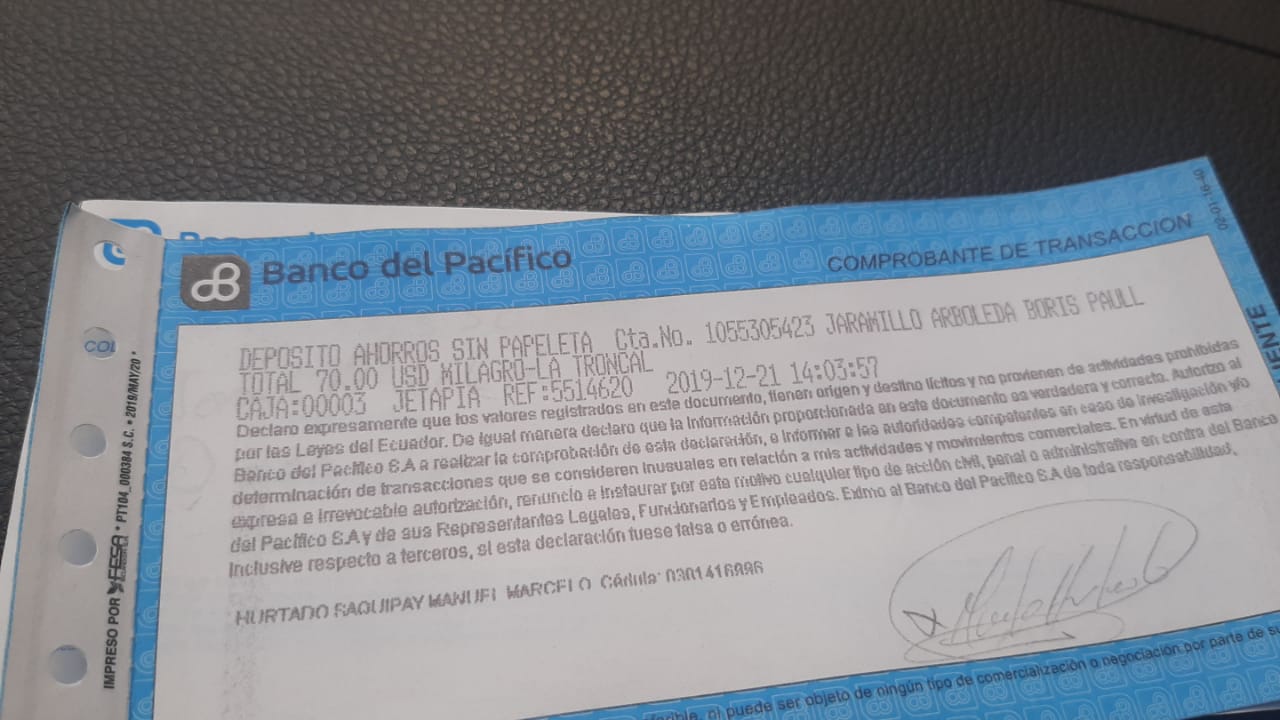 Banco del Pacífico
COMPROBANTE DE TRANSACCION
DEPOSITO AHORROS SIN PAPELETA Cta.No. 1055305423 JARAMILLO ARBOLEDA BORIS PAULL
TOTAL 70.00 USD MILAGRO-LA TRONCAL
CAJA:00003 JETAPIA REF:5514620 2019-12-21 14:03:57
Declaro expresamente que los valores registrados en este documento, tienen origen y destino lícitos y no provienen de actividades prohibidas
por las Leyes del Ecuador. De igual manera declaro que la información proporcionada en este documento es verdadera y correcta. Autorizo al
Banco del Pacífico S.A a realizar la comprobación de esta declaración, e informar a las autoridades competentes en caso de investigación y/o
determinación de transacciones que se consideren inusuales en relación a mis actividades y movimientos comerciales. En virtud de esta
expresa e irrevocable autorización, renuncio a instaurar por este motivo cualquier tipo de acción civil, penal o administrativa en contra del Banco
del Pacífico S.A y de sus Representantes Legales, Funcionarios y Empleados. Eximo al Banco del Pacífico S.A de toda responsabilidad,
inclusive respecto a terceros, si esta declaración fuese falsa o errónea.
HURTADO SAQUIPAY MANUEL MARCELO Cédula: 0301416896
ni puede ser objeto de ningún tipo de comercialización o negociación por parte de su
IMPRESO POR FESA * PT104_000384 S.C. * 2019/MAY/20 *
COL